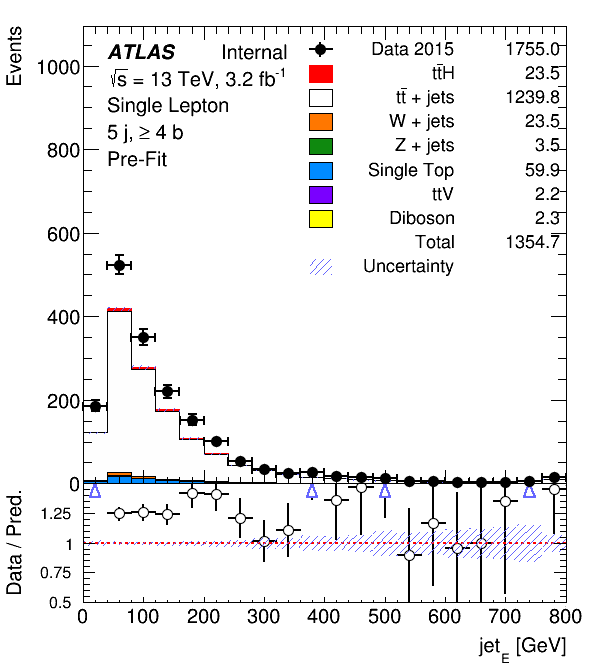 ATLAS Internal
√s = 13 TeV, 3.2 fb⁻¹
Single Lepton
5 j, ≥ 4 b
Pre-Fit
Data 2015 1755.0
tt̄H 23.5
tt̄ + jets 1239.8
W + jets 23.5
Z + jets 3.5
Single Top 59.9
ttV 2.2
Diboson 2.3
Total 1354.7
Uncertainty
Events
1000
800
600
400
200
0
Data / Pred.
1.25
1
0.75
0.5
0 100 200 300 400 500 600 700 800
jet_E [GeV]